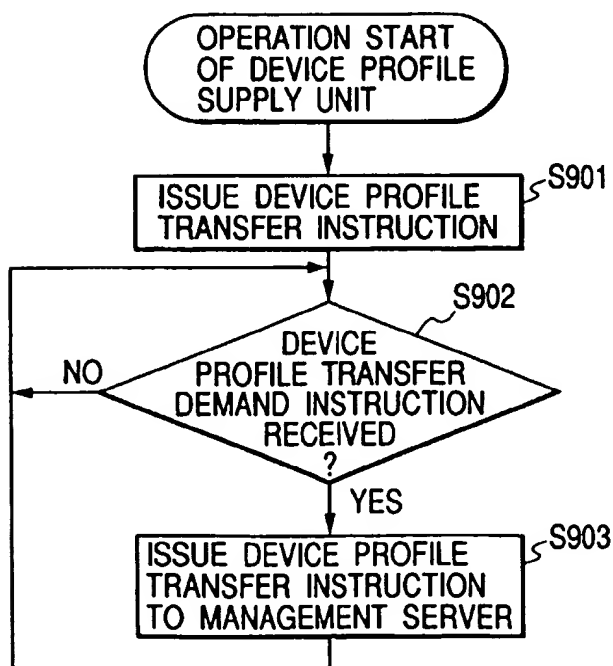 OPERATION START
OF DEVICE PROFILE
SUPPLY UNIT
ISSUE DEVICE PROFILE
TRANSFER INSTRUCTION
S901
S902
DEVICE
PROFILE TRANSFER
DEMAND INSTRUCTION
RECEIVED
?
NO
YES
ISSUE DEVICE PROFILE
TRANSFER INSTRUCTION
TO MANAGEMENT SERVER
S903